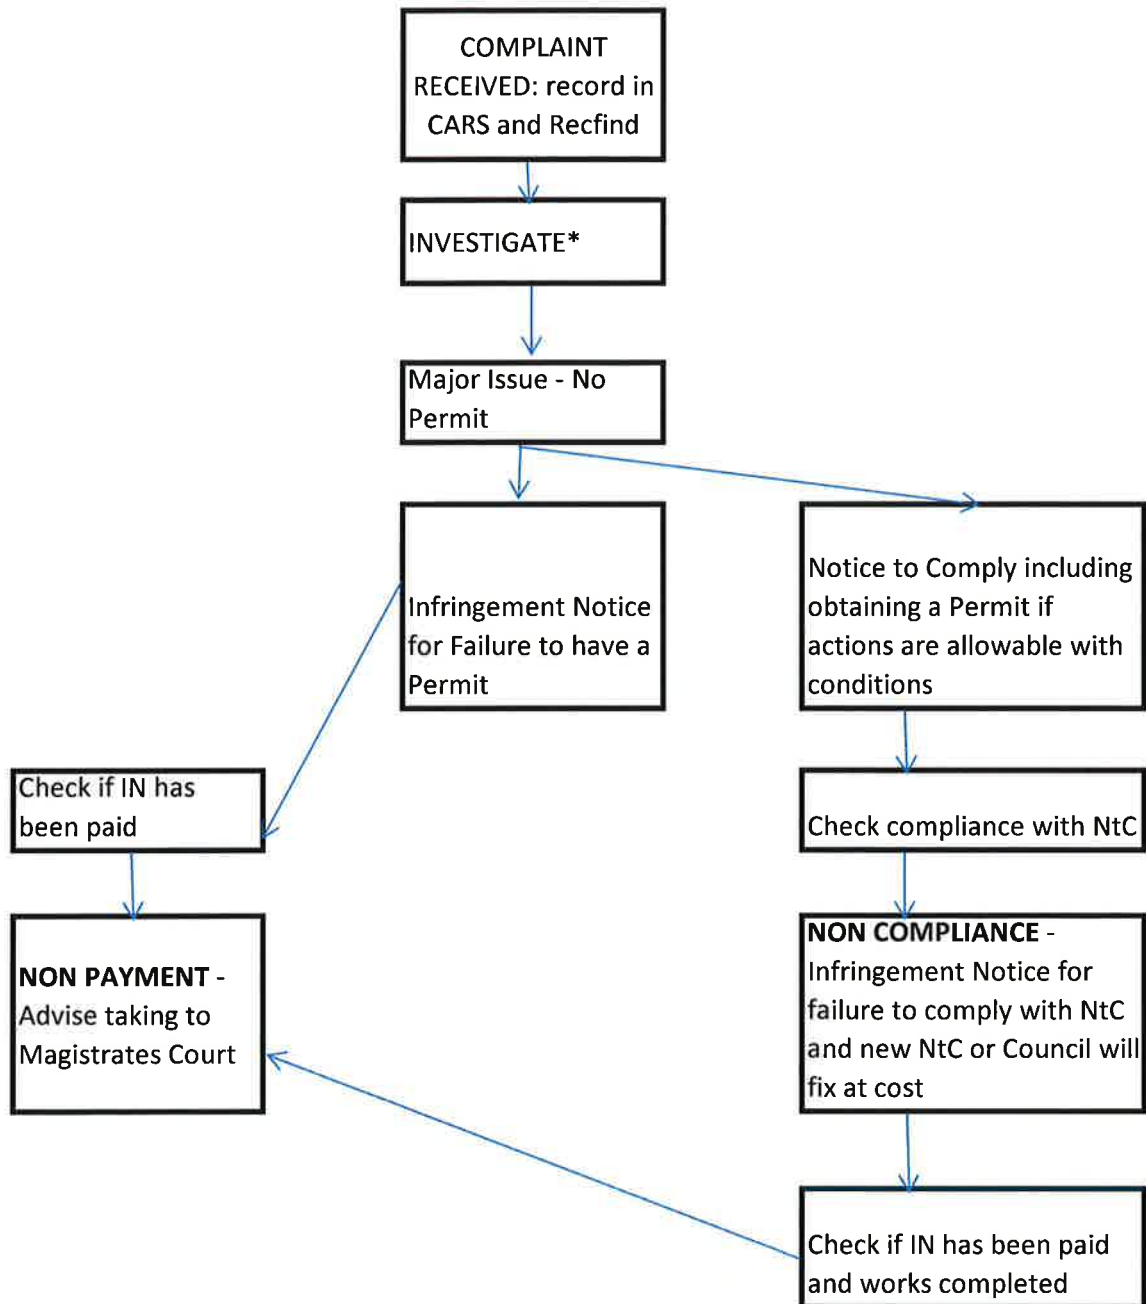 COMPLAINT
RECEIVED: record in
CARS and Recfind
INVESTIGATE*
Major Issue - No
Permit
Infringement Notice
for Failure to have a
Permit
Notice to Comply including
obtaining a Permit if
actions are allowable with
conditions
Check if IN has
been paid
Check compliance with NtC
NON PAYMENT -
Advise taking to
Magistrates Court
NON COMPLIANCE -
Infringement Notice for
failure to comply with NtC
and new NtC or Council will
fix at cost
Check if IN has been paid
and works completed